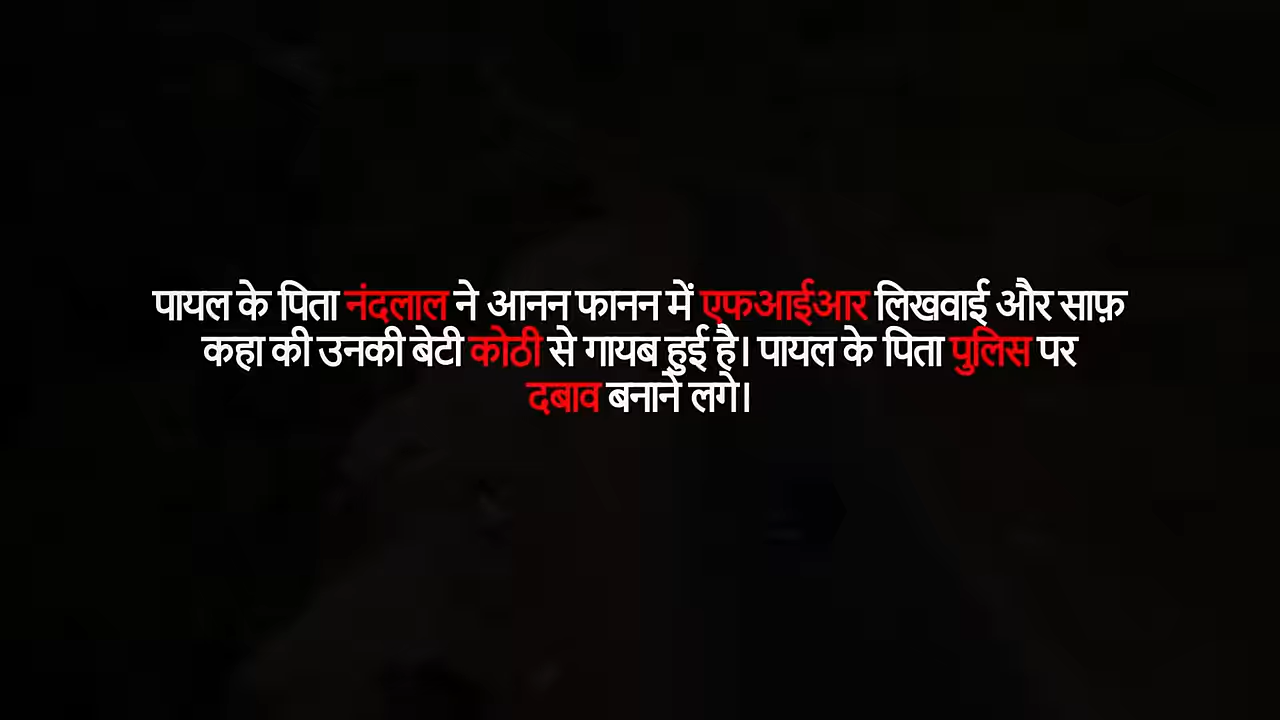 पायल के पिता नंदलाल ने आनन फानन में एफआईआर लिखवाई और साफ़
कहा की उनकी बेटी कोठी से गायब हुई है। पायल के पिता पुलिस पर
दबाव बनाने लगे।